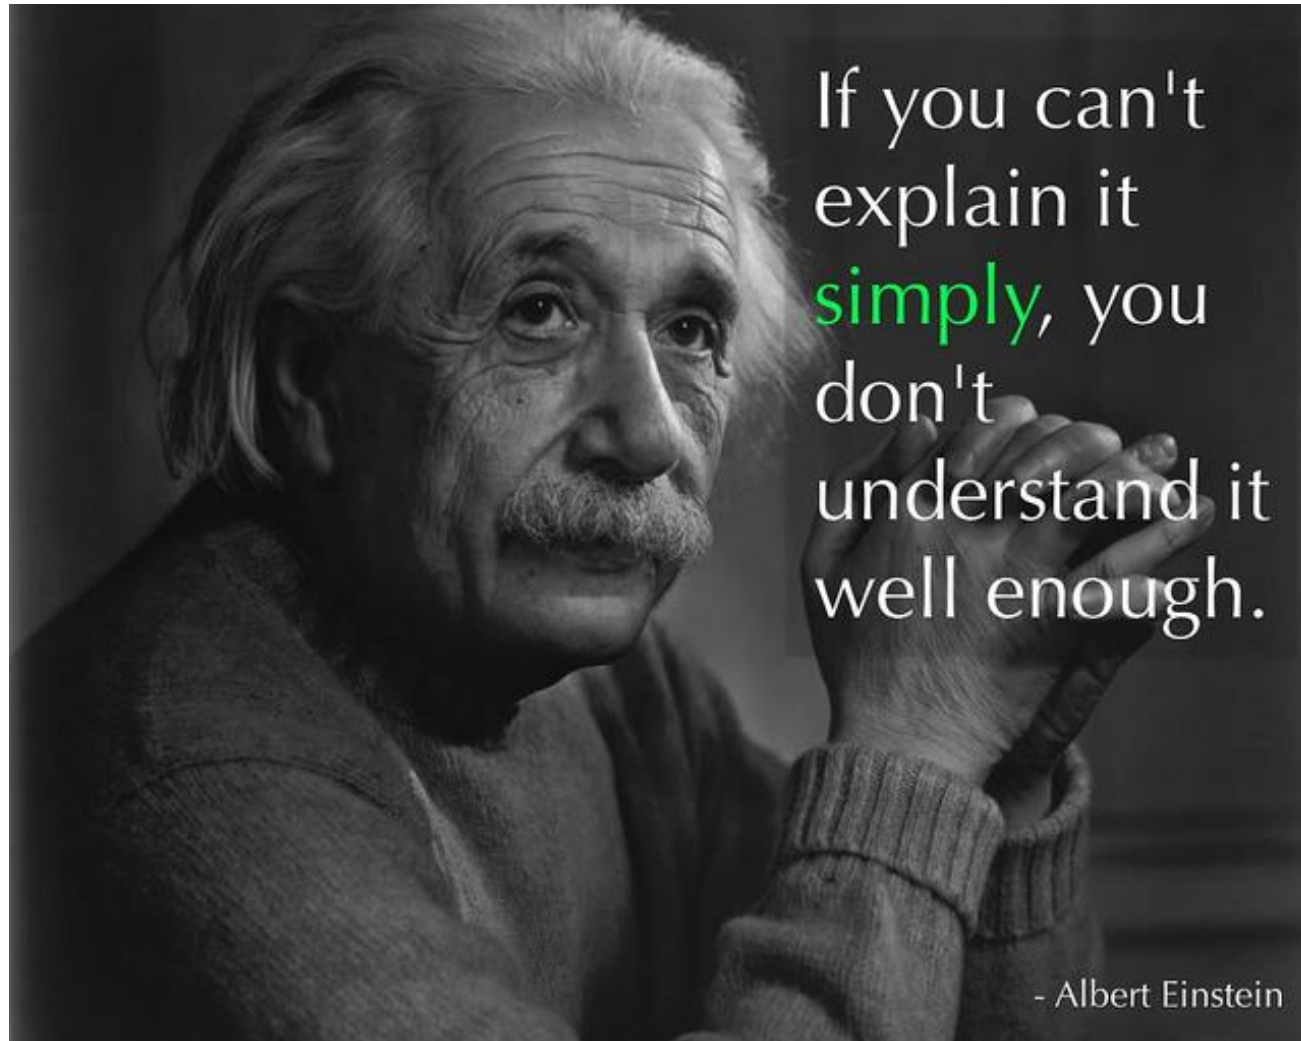 If you can't
explain it
simply, you
don't
understand it
well enough.
- Albert Einstein